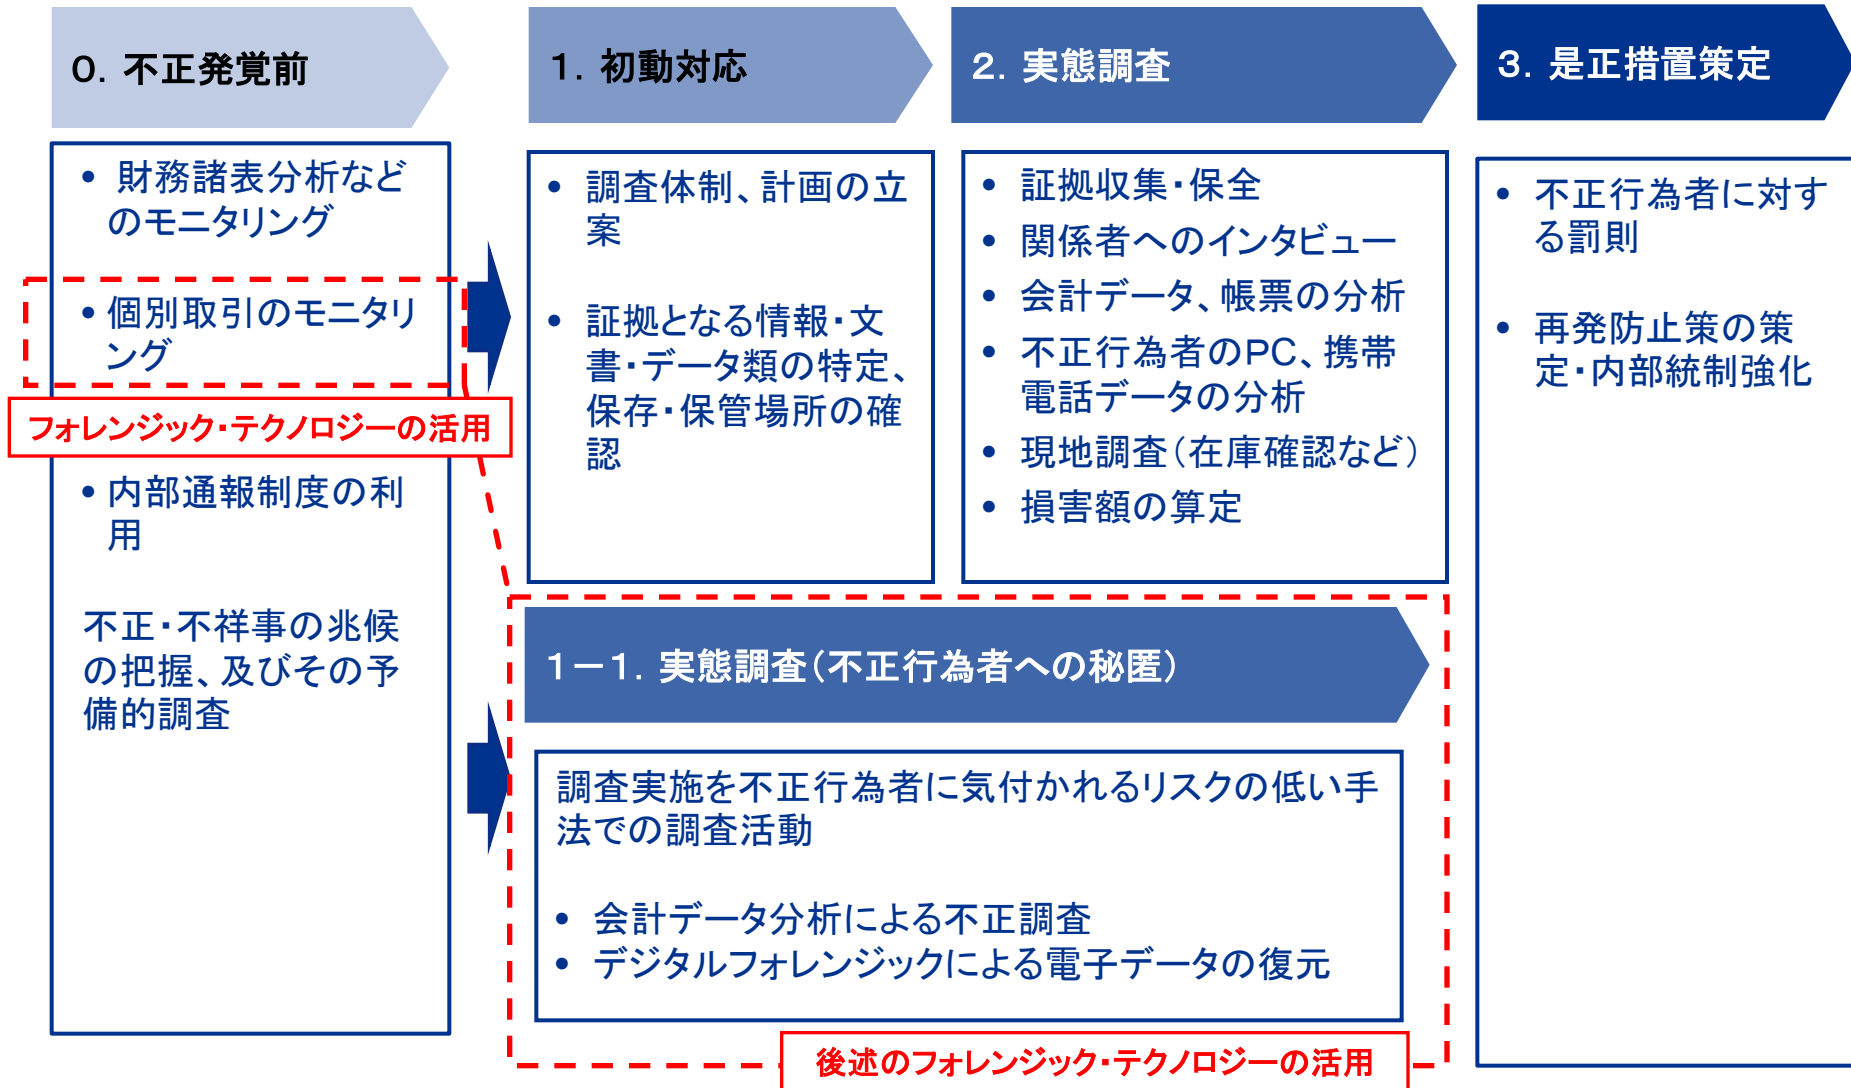 ０．不正発覚前
• 財務諸表分析など
のモニタリング
• 個別取引のモニタリ
ング
フォレンジック・テクノロジーの活用
• 内部通報制度の利
用
不正・不祥事の兆候
の把握、及びその予
備的調査
１．初動対応
• 調査体制、計画の立
案
• 証拠となる情報・文
書・データ類の特定、
保存・保管場所の確
認
２．実態調査
• 証拠収集・保全
• 関係者へのインタビュー
• 会計データ、帳票の分析
• 不正行為者のＰＣ、携帯
電話データの分析
• 現地調査（在庫確認など）
• 損害額の算定
１－１．実態調査（不正行為者への秘匿）
調査実施を不正行為者に気付かれるリスクの低い手
法での調査活動
• 会計データ分析による不正調査
• デジタルフォレンジックによる電子データの復元
後述のフォレンジック・テクノロジーの活用
３．是正措置策定
• 不正行為者に対す
る罰則
• 再発防止策の策
定・内部統制強化